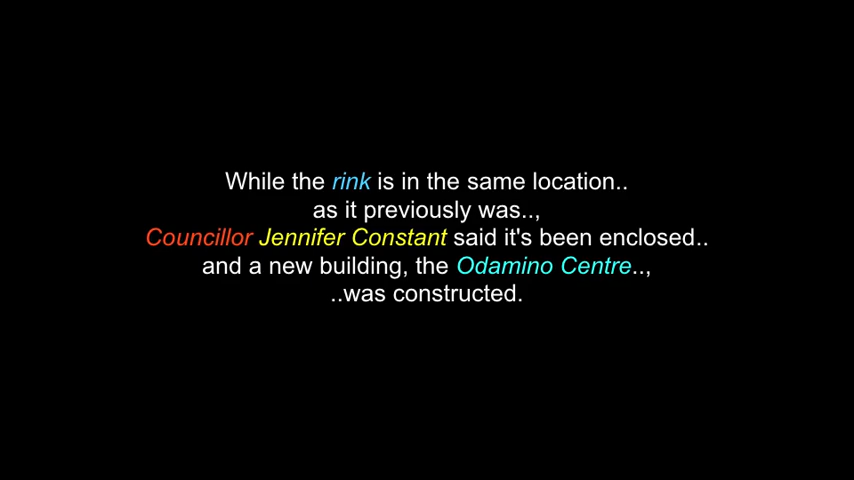 While the rink is in the same location..
as it previously was..,
Councillor Jennifer Constant said it's been enclosed..
and a new building, the Odamino Centre..,
..was constructed.